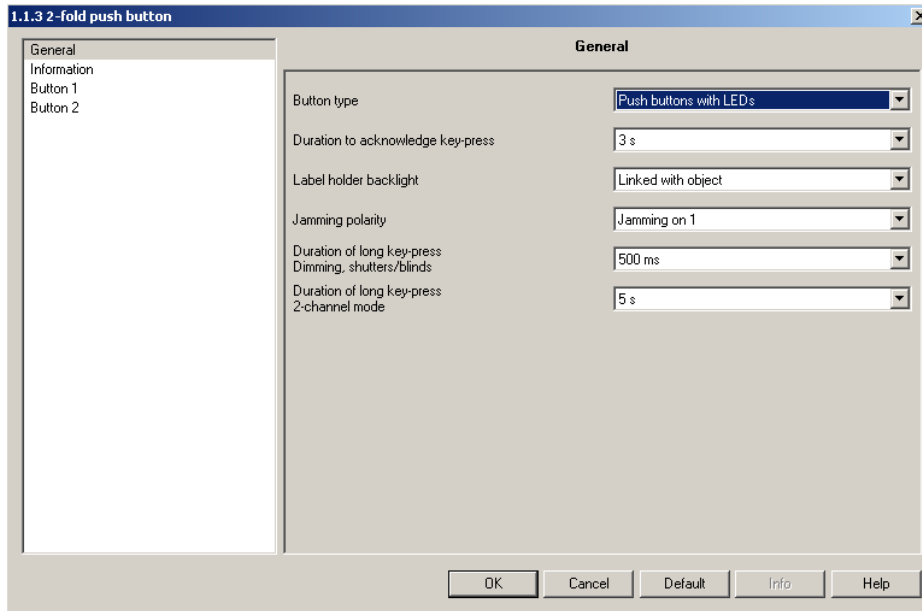 1.1.3 2-fold push button
General
Information
Button 1
Button 2
General
Button type
Push buttons with LEDs
Duration to acknowledge key-press
3 s
Label holder backlight
Linked with object
Jamming polarity
Jamming on 1
Duration of long key-press
Dimming, shutters/blinds
500 ms
Duration of long key-press
2-channel mode
5 s
OK
Cancel
Default
Info
Help